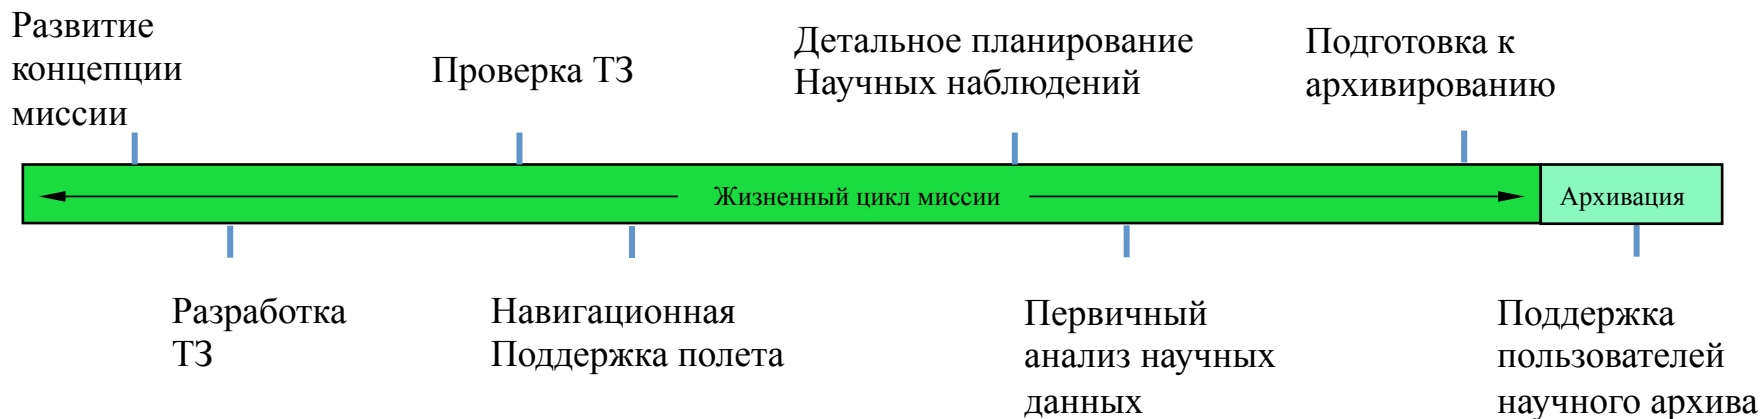 Развитие
концепции
миссии
Проверка ТЗ
Детальное планирование
Научных наблюдений
Подготовка к
архивированию
Жизненный цикл миссии
Архивация
Разработка
ТЗ
Навигационная
Поддержка полета
Первичный
анализ научных
данных
Поддержка
пользователей
научного архива